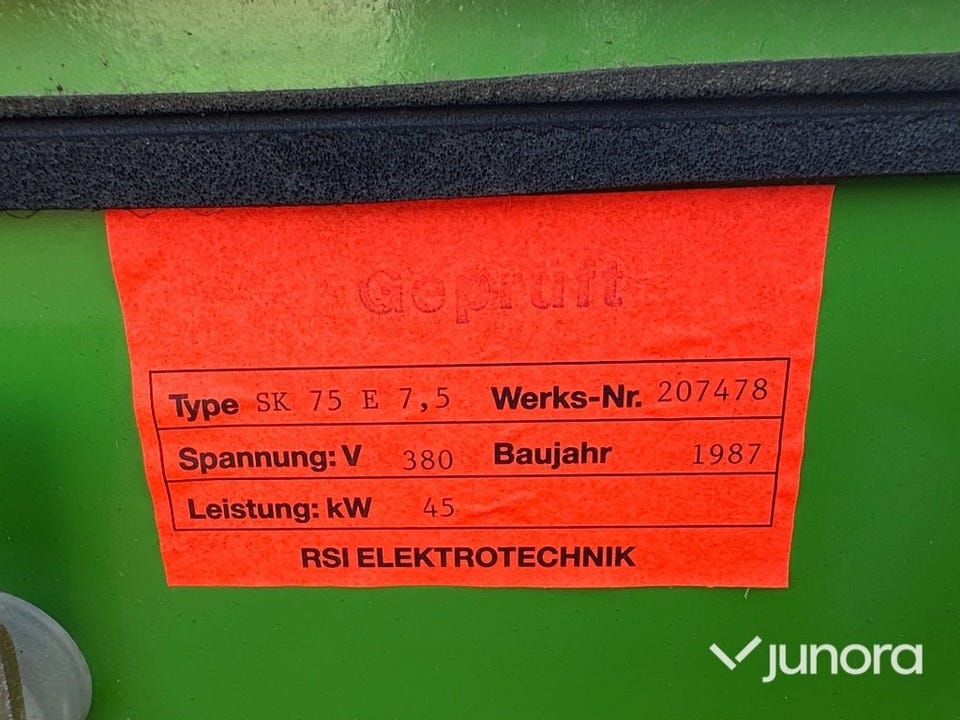 Geprüft
Type SK 75 E 7,5 Werks-Nr. 207478
Spannung: V 380 Baujahr 1987
Leistung: kW 45
RSI ELEKTROTECHNIK
junora